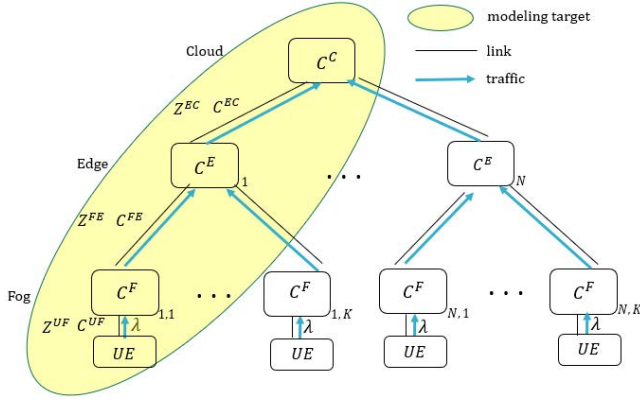 modeling target
Cloud
C^C
link
traffic
Z^{EC} C^{EC}
Edge
C^E 1
. . .
C^E N
Z^{FE} C^{FE}
Fog
C^F 1,1
. . .
C^F 1,K
C^F N,1
. . .
C^F N,K
Z^{UF} C^{UF} λ
λ
λ
λ
UE
UE
UE
UE